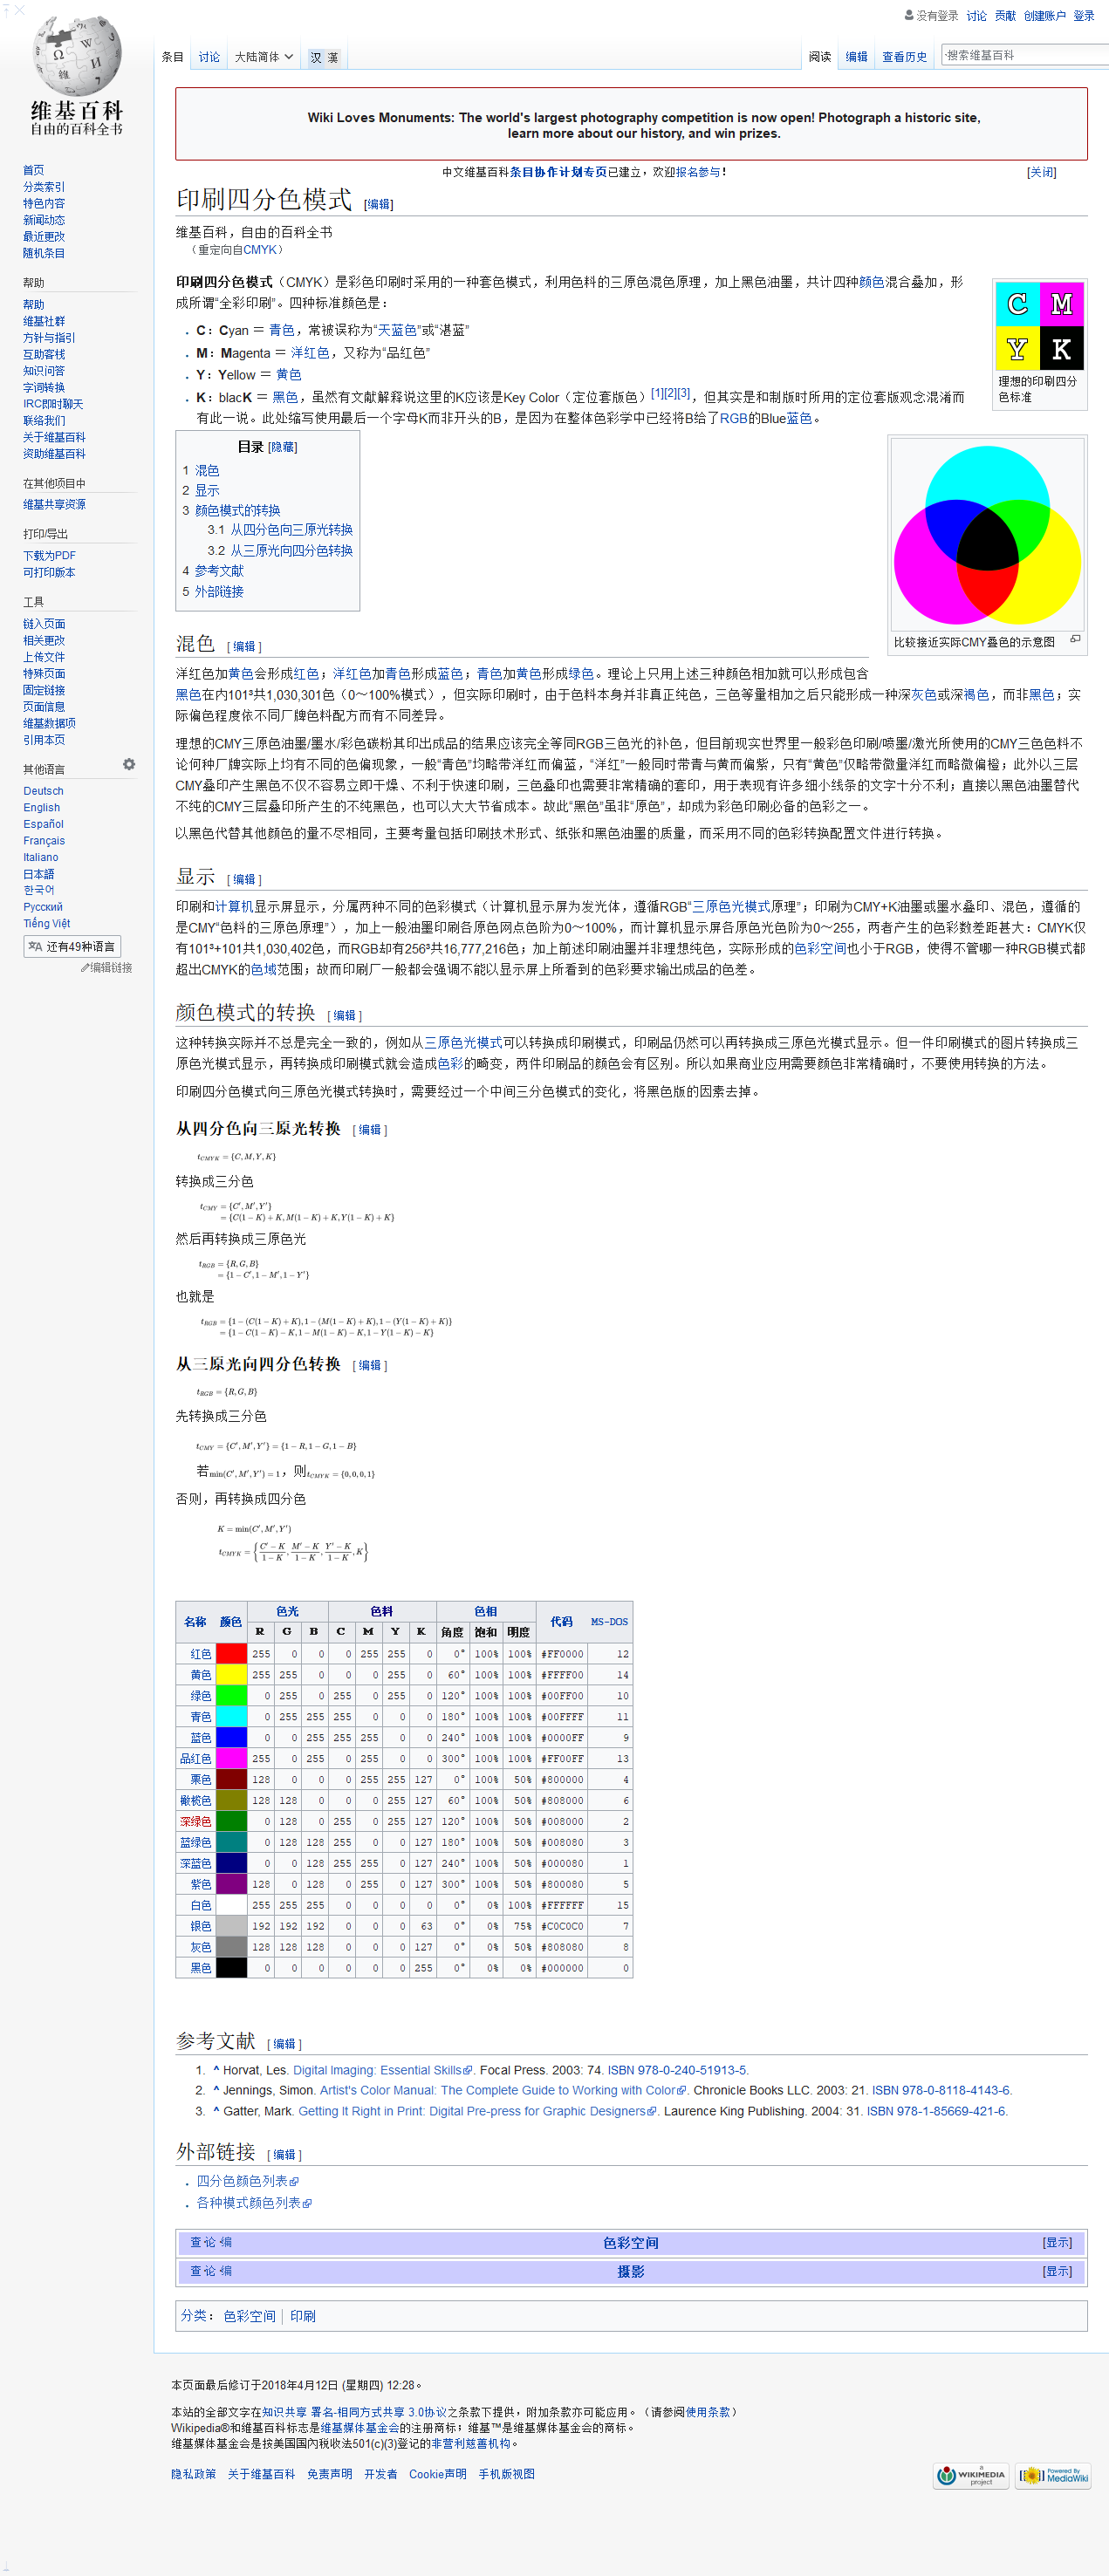 没有登录 讨论 贡献 创建账户 登录
条目 讨论 大陆简体 汉 漢 阅读 编辑 查看历史 搜索维基百科
维基百科
自由的百科全书
首页
分类索引
特色内容
新闻动态
最近更改
随机条目
帮助
帮助
维基社群
方针与指引
互助客栈
知识问答
字词转换
IRC即时聊天
联络我们
关于维基百科
资助维基百科
在其他项目中
维基共享资源
打印/导出
下载为PDF
可打印版本
工具
链入页面
相关更改
上传文件
特殊页面
固定链接
页面信息
维基数据项
引用本页
其他语言
Deutsch
English
Español
Français
Italiano
日本語
한국어
Русский
Tiếng Việt
还有49种语言
编辑链接
Wiki Loves Monuments: The world's largest photography competition is now open! Photograph a historic site,
learn more about our history, and win prizes.
中文维基百科条目协作计划专页已建立，欢迎报名参与！ [关闭]
印刷四分色模式 [编辑]
维基百科，自由的百科全书
（重定向自CMYK）
印刷四分色模式（CMYK）是彩色印刷时采用的一种套色模式，利用色料的三原色混色原理，加上黑色油墨，共计四种颜色混合叠加，形
成所谓“全彩印刷”。四种标准颜色是：
C：Cyan ＝ 青色，常被误称为“天蓝色”或“湛蓝”
M：Magenta ＝ 洋红色，又称为“品红色”
Y：Yellow ＝ 黄色
K：blacK ＝ 黑色，虽然有文献解释说这里的K应该是Key Color（定位套版色）[1][2][3]，但其实是和制版时所用的定位套版观念混淆而
有此一说。此处缩写使用最后一个字母K而非开头的B，是因为在整体色彩学中已经将B给了RGB的Blue蓝色。
C M
Y K
理想的印刷四分
色标准
目录 [隐藏]
1 混色
2 显示
3 颜色模式的转换
3.1 从四分色向三原光转换
3.2 从三原光向四分色转换
4 参考文献
5 外部链接
比较接近实际CMY叠色的示意图
混色 [编辑]
洋红色加黄色会形成红色；洋红色加青色形成蓝色；青色加黄色形成绿色。理论上只用上述三种颜色相加就可以形成包含
黑色在内101³共1,030,301色（0～100%模式），但实际印刷时，由于色料本身并非真正纯色，三色等量相加之后只能形成一种深灰色或深褐色，而非黑色；实
际偏色程度依不同厂牌色料配方而有不同差异。
理想的CMY三原色油墨/墨水/彩色碳粉其印出成品的结果应该完全等同RGB三色光的补色，但目前现实世界里一般彩色印刷/喷墨/激光所使用的CMY三色色料不
论何种厂牌实际上均有不同的色偏现象，一般“青色”均略带洋红而偏蓝，“洋红”一般同时带青与黄而偏紫，只有“黄色”仅略带微量洋红而略微偏橙；此外以三层
CMY叠印产生黑色不仅不容易立即干燥、不利于快速印刷，三色叠印也需要非常精确的套印，用于表现有许多细小线条的文字十分不利；直接以黑色油墨替代
不纯的CMY三层叠印所产生的不纯黑色，也可以大大节省成本。故此“黑色”虽非“原色”，却成为彩色印刷必备的色彩之一。
以黑色代替其他颜色的量不尽相同，主要考量包括印刷技术形式、纸张和黑色油墨的质量，而采用不同的色彩转换配置文件进行转换。
显示 [编辑]
印刷和计算机显示屏显示，分属两种不同的色彩模式（计算机显示屏为发光体，遵循RGB“三原色光模式原理”；印刷为CMY+K油墨或墨水叠印、混色，遵循的
是CMY“色料的三原色原理”），加上一般油墨印刷各原色网点色阶为0～100%，而计算机显示屏各原色光色阶为0～255，两者产生的色彩数差距甚大：CMYK仅
有101³+101共1,030,402色，而RGB却有256³共16,777,216色；加上前述印刷油墨并非理想纯色，实际形成的色彩空间也小于RGB，使得不管哪一种RGB模式都
超出CMYK的色域范围；故而印刷厂一般都会强调不能以显示屏上所看到的色彩要求输出成品的色差。
颜色模式的转换 [编辑]
这种转换实际并不总是完全一致的，例如从三原色光模式可以转换成印刷模式，印刷品仍然可以再转换成三原色光模式显示。但一件印刷模式的图片转换成三
原色光模式显示，再转换成印刷模式就会造成色彩的畸变，两件印刷品的颜色会有区别。所以如果商业应用需要颜色非常精确时，不要使用转换的方法。
印刷四分色模式向三原色光模式转换时，需要经过一个中间三分色模式的变化，将黑色版的因素去掉。
从四分色向三原光转换 [编辑]
tCMYK = {C, M, Y, K}
转换成三分色
tCMY = {C′, M′, Y′}
= {C(1 − K) + K, M(1 − K) + K, Y(1 − K) + K}
然后再转换成三原色光
tRGB = {R, G, B}
= {1 − C′, 1 − M′, 1 − Y′}
也就是
tRGB = {1 − (C(1 − K) + K), 1 − (M(1 − K) + K), 1 − (Y(1 − K) + K)}
= {1 − C(1 − K) − K, 1 − M(1 − K) − K, 1 − Y(1 − K) − K}
从三原光向四分色转换 [编辑]
tRGB = {R, G, B}
先转换成三分色
tCMY = {C′, M′, Y′} = {1 − R, 1 − G, 1 − B}
若min(C′, M′, Y′) = 1，则tCMYK = {0, 0, 0, 1}
否则，再转换成四分色
K = min(C′, M′, Y′)
tCMYK = {(C′ − K)/(1 − K), (M′ − K)/(1 − K), (Y′ − K)/(1 − K), K}
名称 颜色 色光 色料 色相 代码 MS-DOS
R G B C M Y K 角度 饱和 明度
红色 255 0 0 0 255 255 0 0° 100% 100% #FF0000 12
黄色 255 255 0 0 0 255 0 60° 100% 100% #FFFF00 14
绿色 0 255 0 255 0 255 0 120° 100% 100% #00FF00 10
青色 0 255 255 255 0 0 0 180° 100% 100% #00FFFF 11
蓝色 0 0 255 255 255 0 0 240° 100% 100% #0000FF 9
品红色 255 0 255 0 255 0 0 300° 100% 100% #FF00FF 13
栗色 128 0 0 0 255 255 127 0° 100% 50% #800000 4
橄榄色 128 128 0 0 0 255 127 60° 100% 50% #808000 6
深绿色 0 128 0 255 0 255 127 120° 100% 50% #008000 2
蓝绿色 0 128 128 255 0 0 127 180° 100% 50% #008080 3
深蓝色 0 0 128 255 255 0 127 240° 100% 50% #000080 1
紫色 128 0 128 0 255 0 127 300° 100% 50% #800080 5
白色 255 255 255 0 0 0 0 0° 0% 100% #FFFFFF 15
银色 192 192 192 0 0 0 63 0° 0% 75% #C0C0C0 7
灰色 128 128 128 0 0 0 127 0° 0% 50% #808080 8
黑色 0 0 0 0 0 0 255 0° 0% 0% #000000 0
参考文献 [编辑]
1. ^ Horvat, Les. Digital Imaging: Essential Skills. Focal Press. 2003: 74. ISBN 978-0-240-51913-5.
2. ^ Jennings, Simon. Artist's Color Manual: The Complete Guide to Working with Color. Chronicle Books LLC. 2003: 21. ISBN 978-0-8118-4143-6.
3. ^ Gatter, Mark. Getting It Right in Print: Digital Pre-press for Graphic Designers. Laurence King Publishing. 2004: 31. ISBN 978-1-85669-421-6.
外部链接 [编辑]
四分色颜色列表
各种模式颜色列表
查·论·编 色彩空间 [显示]
查·论·编 摄影 [显示]
分类： 色彩空间 | 印刷
本页面最后修订于2018年4月12日 (星期四) 12:28。
本站的全部文字在知识共享 署名-相同方式共享 3.0协议之条款下提供，附加条款亦可能应用。（请参阅使用条款）
Wikipedia®和维基百科标志是维基媒体基金会的注册商标；维基™是维基媒体基金会的商标。
维基媒体基金会是按美国国內稅收法501(c)(3)登记的非营利慈善机构。
隐私政策 关于维基百科 免责声明 开发者 Cookie声明 手机版视图
A WIKIMEDIA project
Powered By MediaWiki